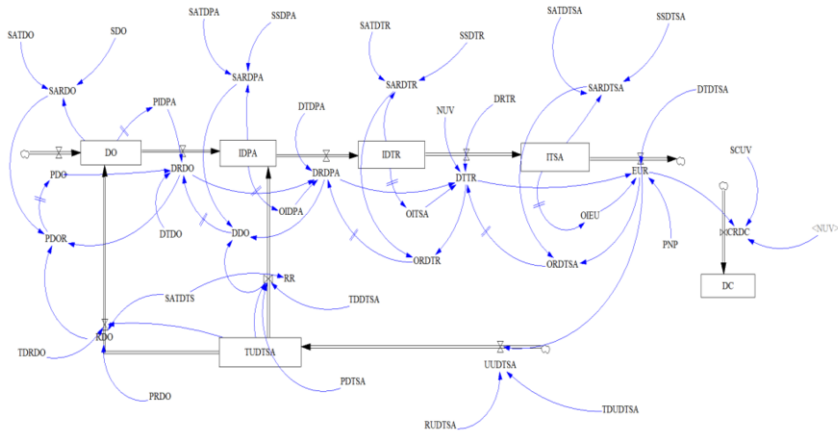 SATDO
SDO
SATDPA
SSDPA
SATDTR
SSDTR
SATDTSA
SSDTSA
SARDO
SARDPA
SARDTR
SARDTSA
DTDTSA
PIDPA
DTDPA
NUV
DRTR
DO
IDPA
IDTR
ITSA
SCUV
PDO
DRDO
DRDPA
DTTR
EUR
OIDPA
OITSA
OIEU
PDOR
DTDO
DDO
ORDTR
ORDTSA
PNP
CRDC
<NUV>
RR
DC
SATDTS
TDDTSA
RDO
TDRDO
TUDTSA
UUDTSA
PRDO
PDTSA
RUDTSA
TDUDTSA